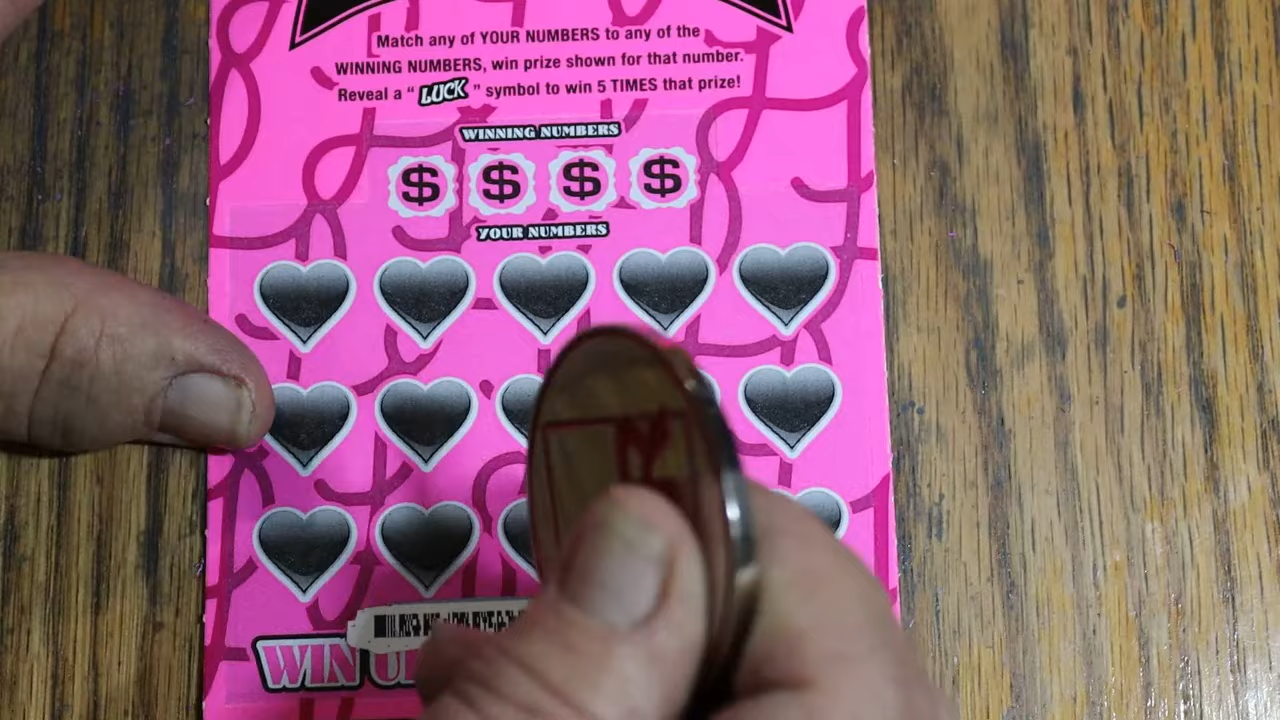 Match any of YOUR NUMBERS to any of the
WINNING NUMBERS, win prize shown for that number.
Reveal a “ LUCK ” symbol to win 5 TIMES that prize!
WINNING NUMBERS
$ $ $ $
YOUR NUMBERS
WIN